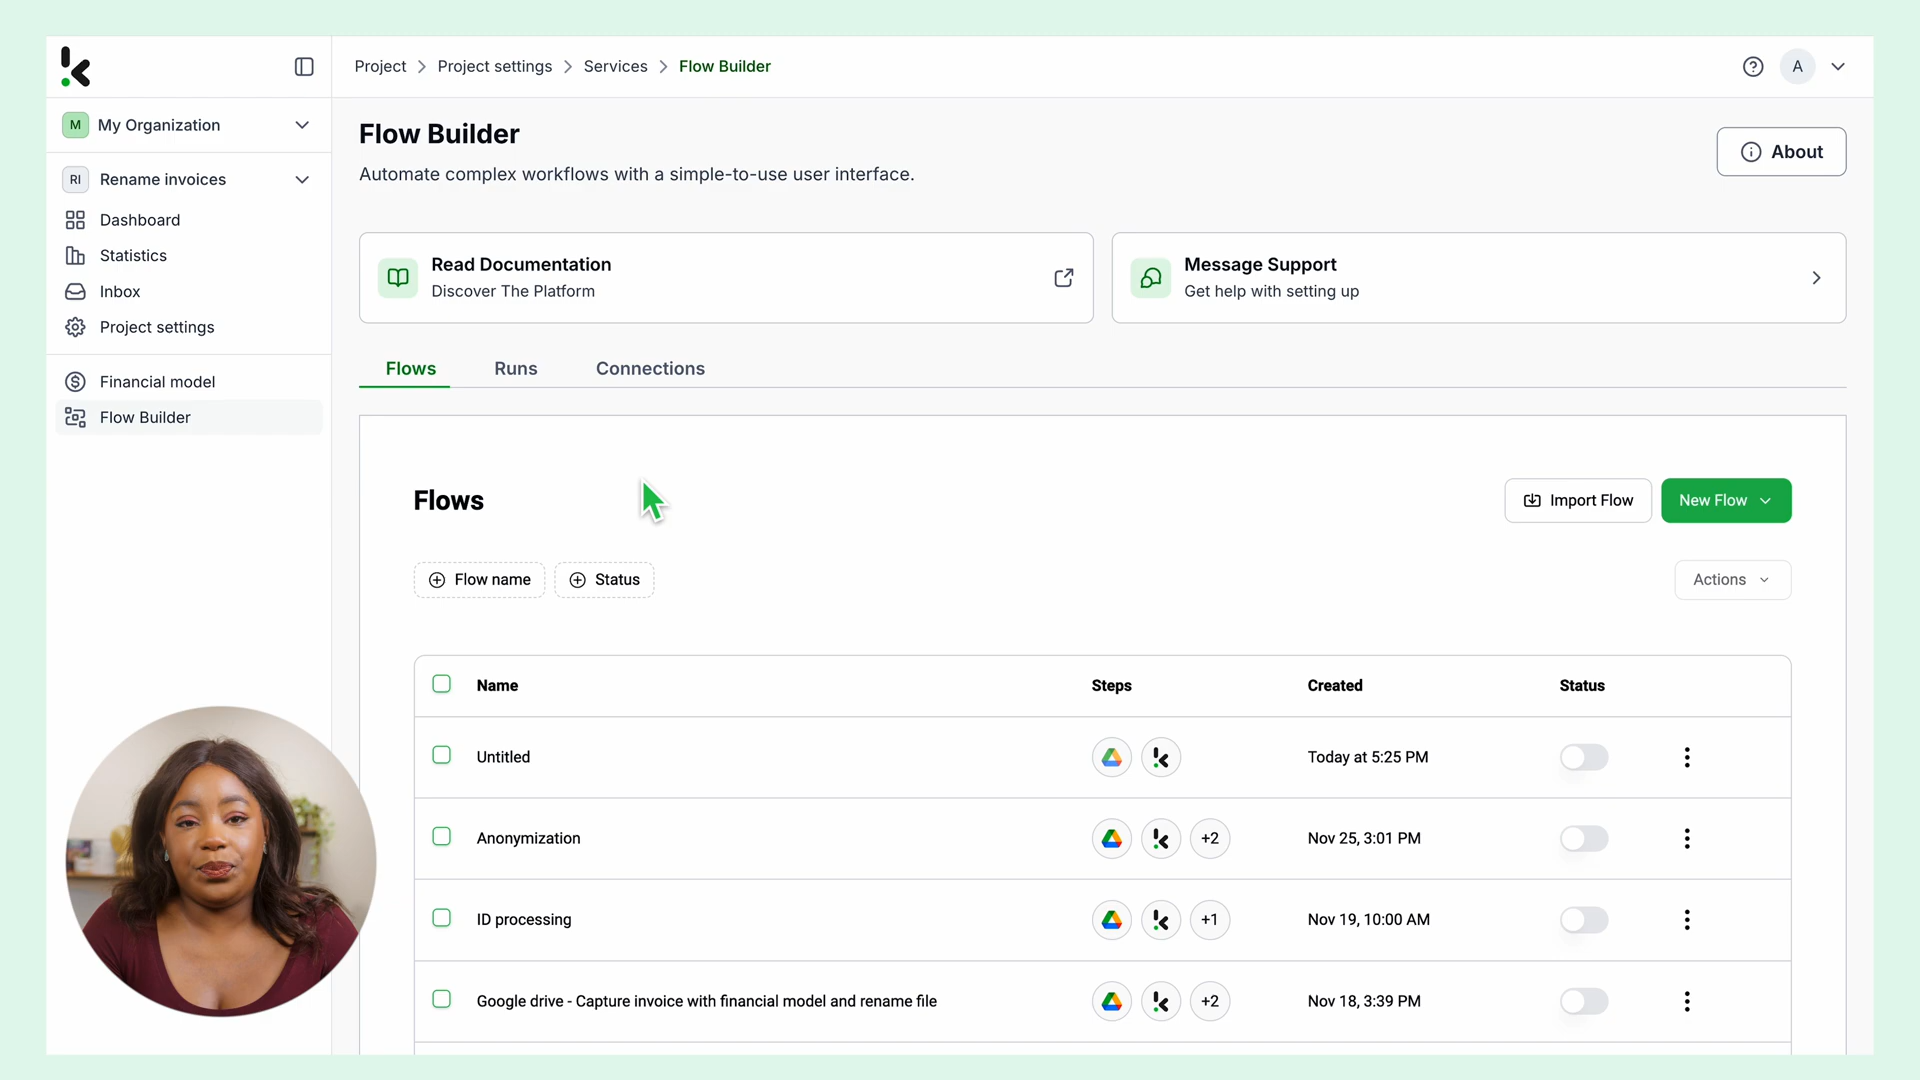 Project > Project settings > Services > Flow Builder
A
M My Organization
RI Rename invoices
Dashboard
Statistics
Inbox
Project settings
Financial model
Flow Builder
Flow Builder
Automate complex workflows with a simple-to-use user interface.
About
Read Documentation
Discover The Platform
Message Support
Get help with setting up
Flows Runs Connections
Flows
Import Flow
New Flow
Flow name
Status
Actions
Name Steps Created Status
Untitled Today at 5:25 PM
Anonymization +2 Nov 25, 3:01 PM
ID processing +1 Nov 19, 10:00 AM
Google drive - Capture invoice with financial model and rename file +2 Nov 18, 3:39 PM